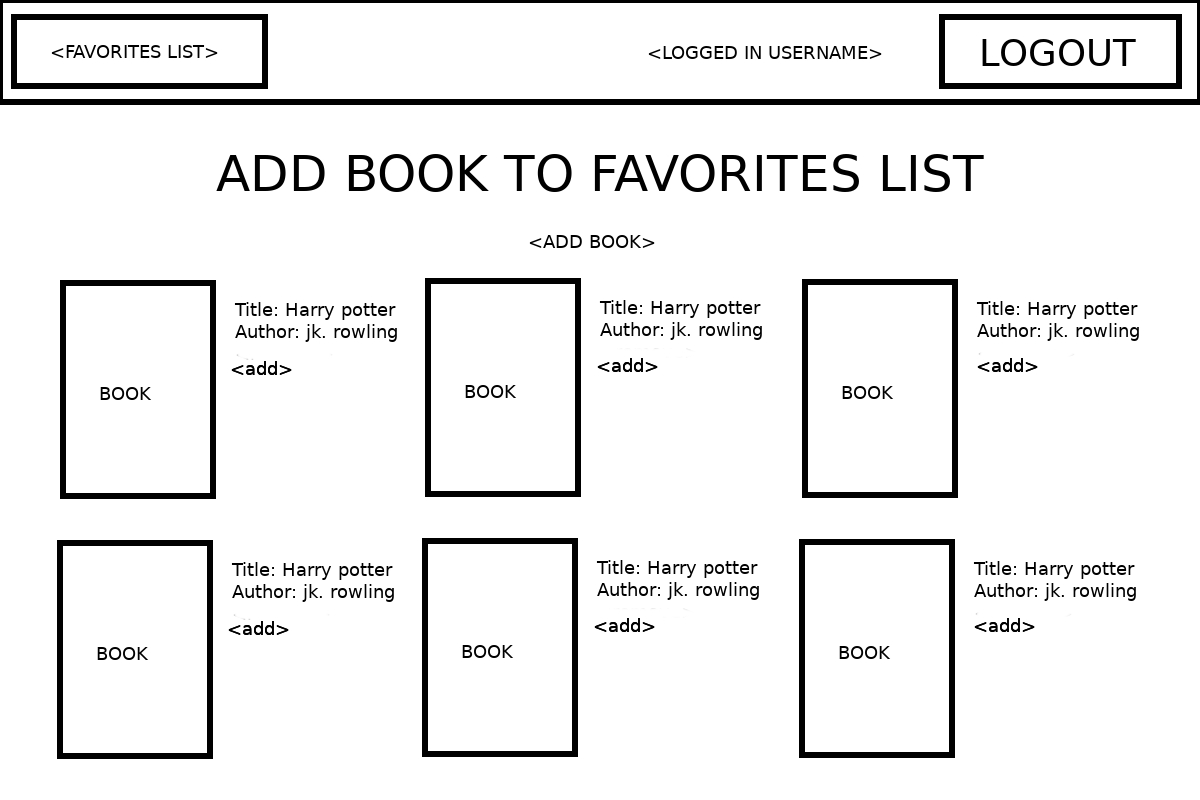 <FAVORITES LIST>
<LOGGED IN USERNAME>
LOGOUT
ADD BOOK TO FAVORITES LIST
<ADD BOOK>
BOOK
Title: Harry potter
Author: jk. rowling
<add>
BOOK
Title: Harry potter
Author: jk. rowling
<add>
BOOK
Title: Harry potter
Author: jk. rowling
<add>
BOOK
Title: Harry potter
Author: jk. rowling
<add>
BOOK
Title: Harry potter
Author: jk. rowling
<add>
BOOK
Title: Harry potter
Author: jk. rowling
<add>